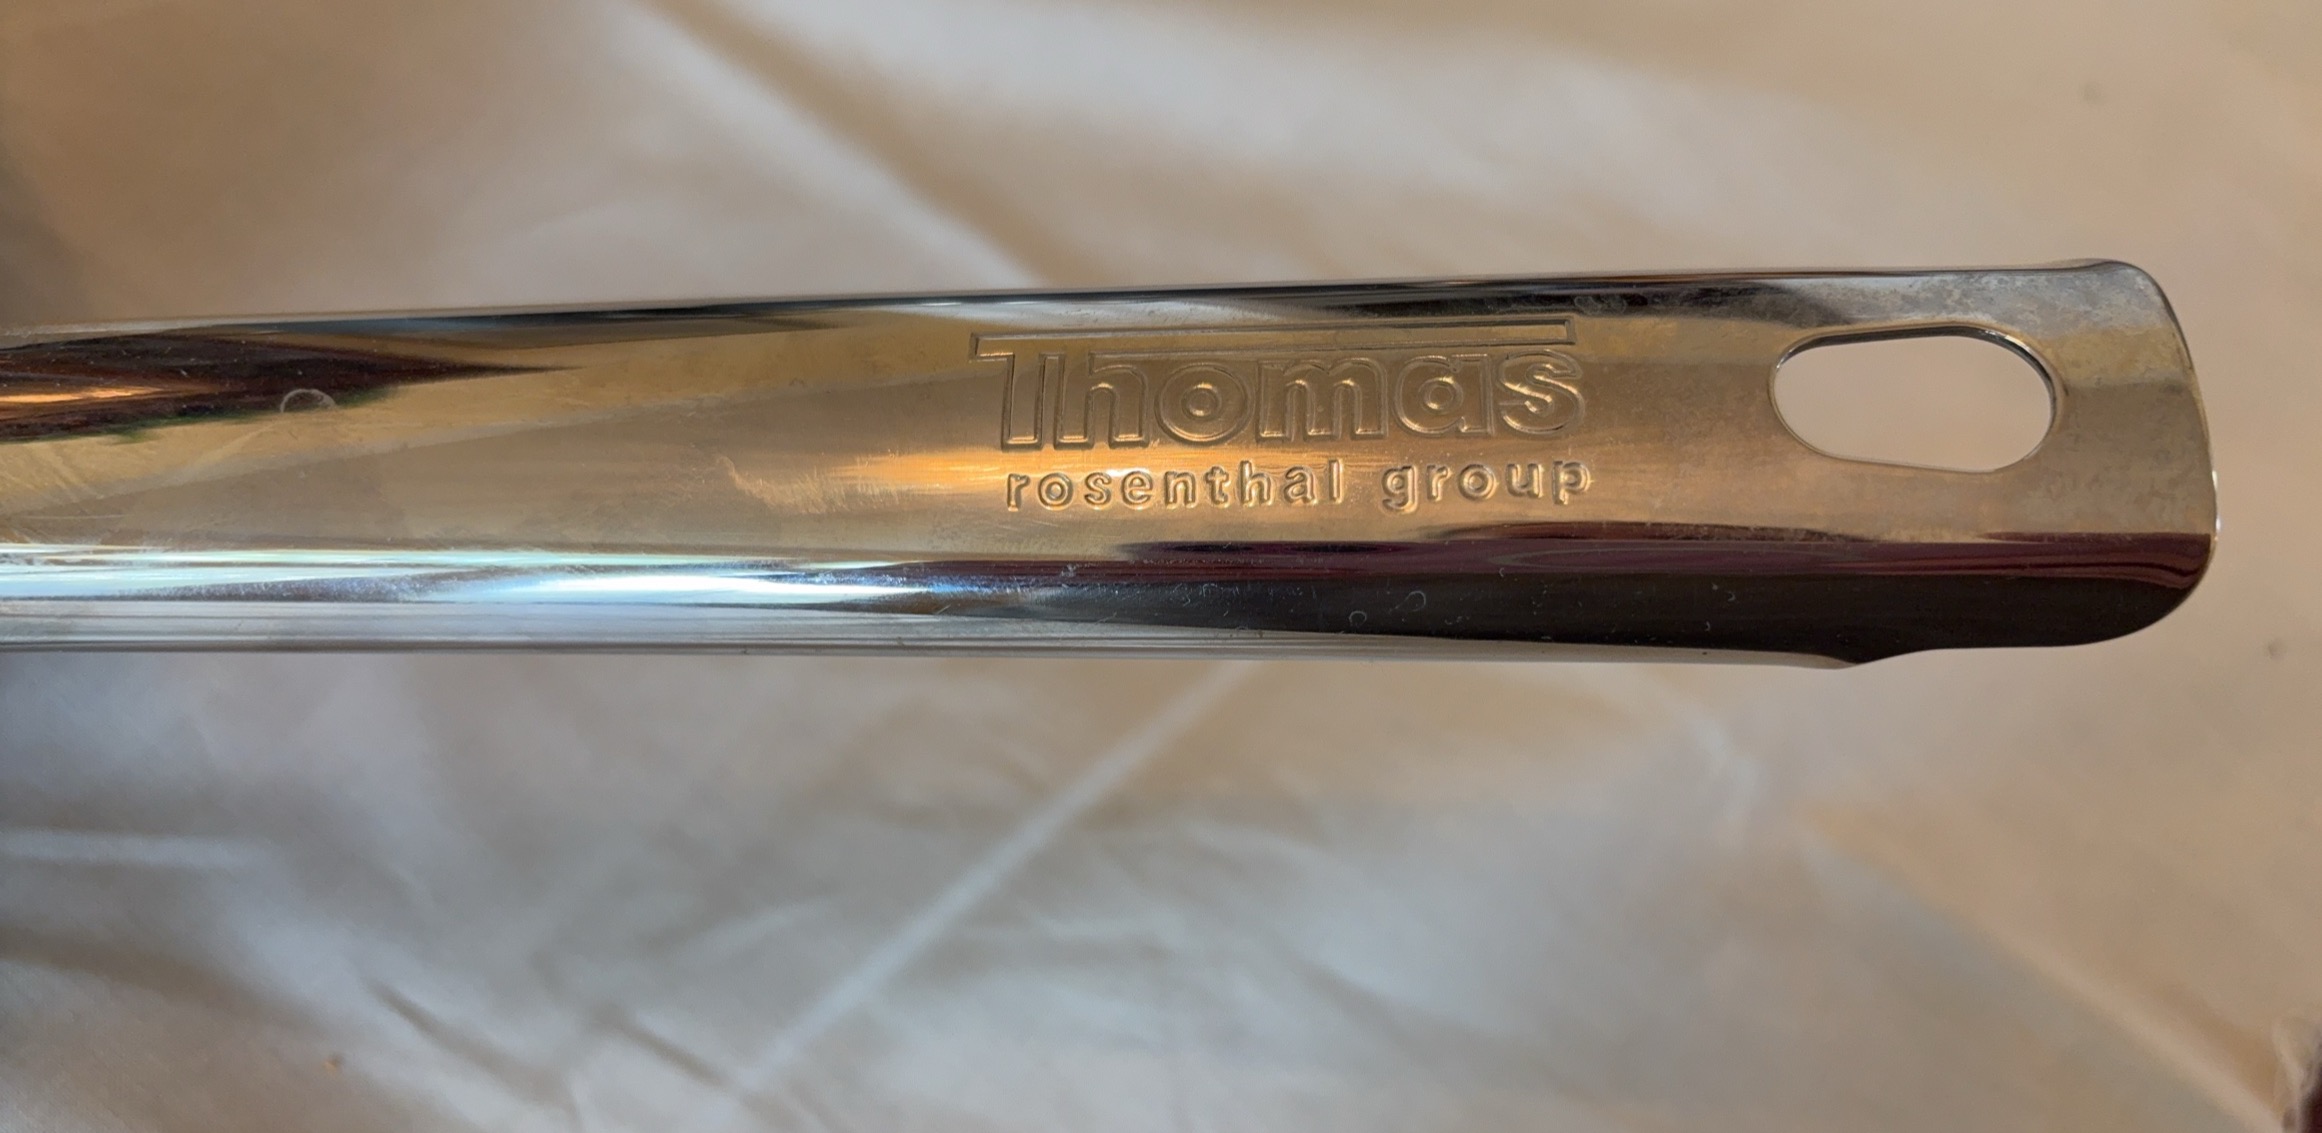 Thomas
rosenthal group